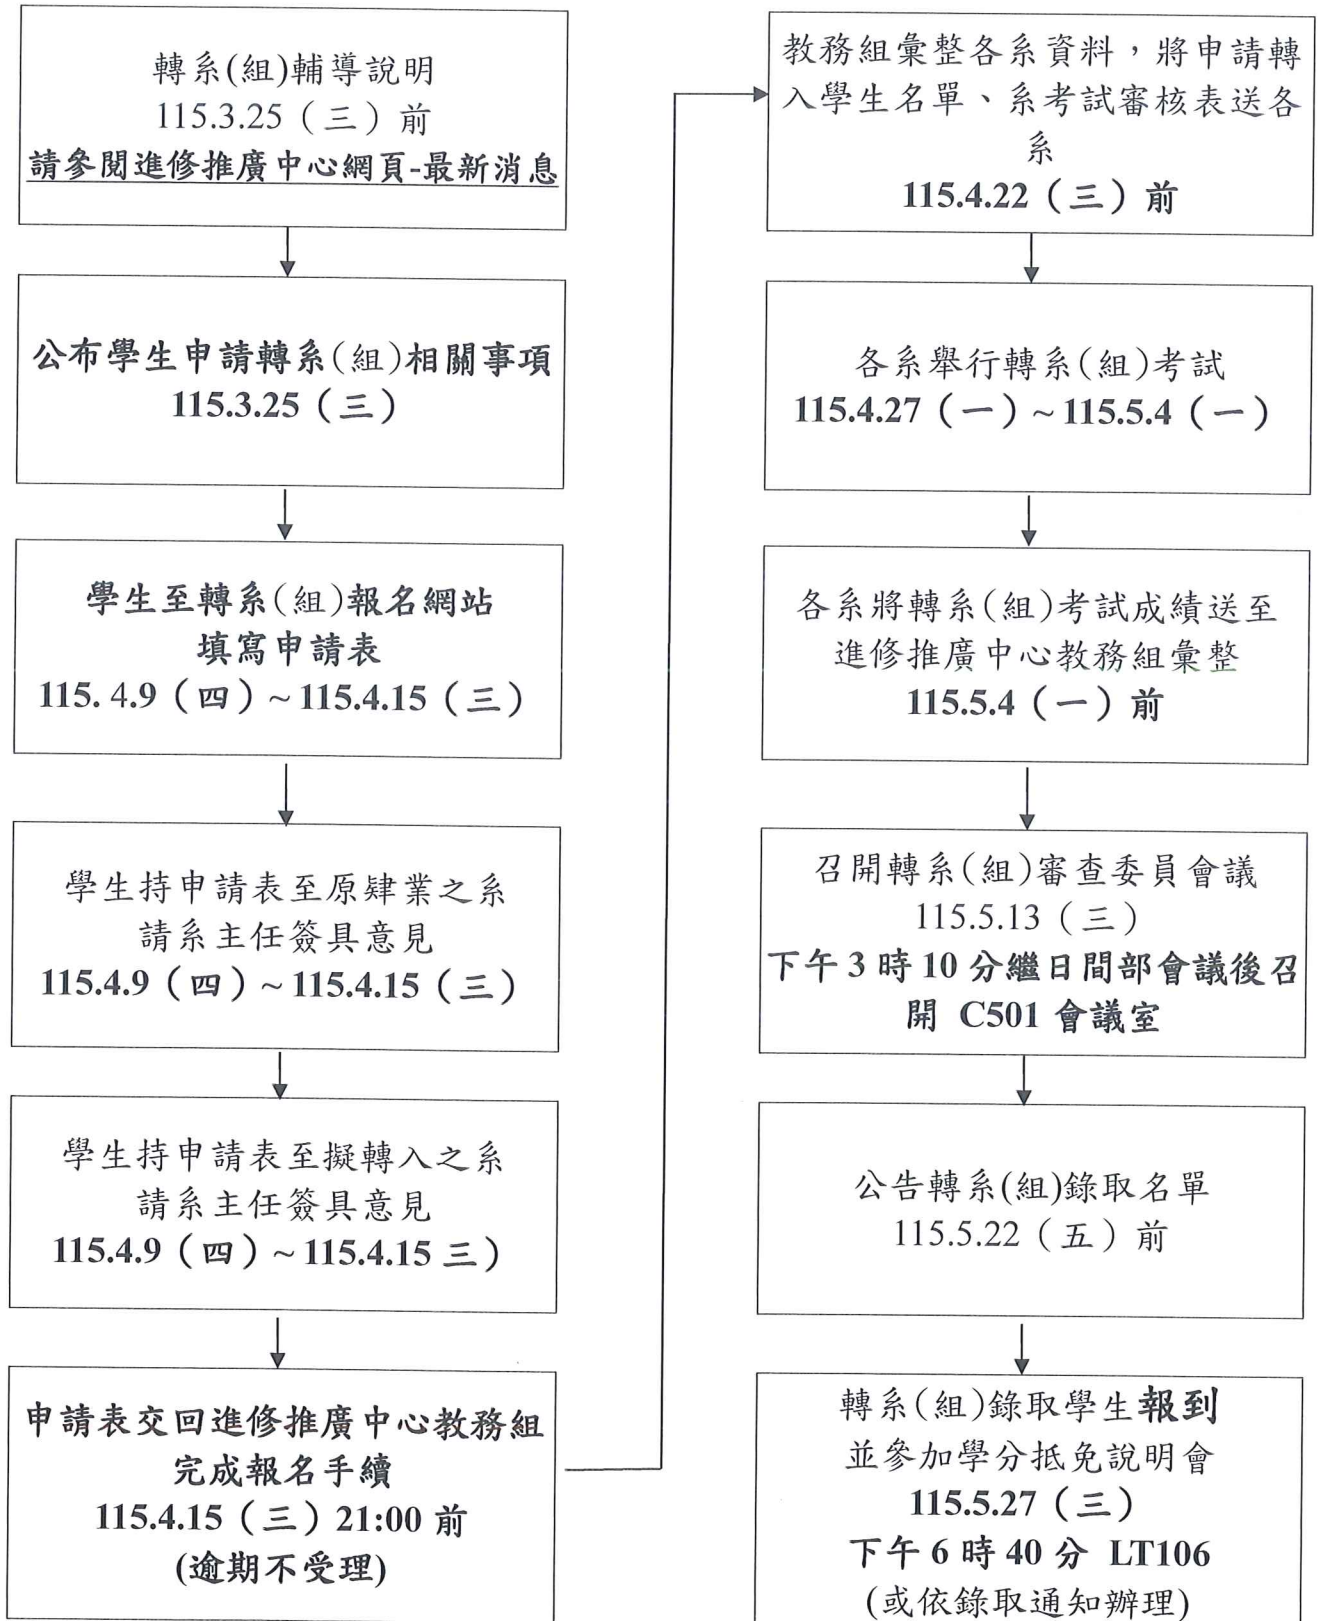 轉系(組)輔導說明
115.3.25（三）前
請參閱進修推廣中心網頁-最新消息
公布學生申請轉系(組)相關事項
115.3.25（三）
學生至轉系(組)報名網站
填寫申請表
115. 4.9（四）~ 115.4.15（三）
學生持申請表至原肄業之系
請系主任簽具意見
115.4.9（四）~ 115.4.15（三）
學生持申請表至擬轉入之系
請系主任簽具意見
115.4.9（四）~ 115.4.15 三）
申請表交回進修推廣中心教務組
完成報名手續
115.4.15（三）21:00 前
(逾期不受理)
教務組彙整各系資料，將申請轉
入學生名單、系考試審核表送各
系
115.4.22（三）前
各系舉行轉系(組)考試
115.4.27（一）~ 115.5.4（一）
各系將轉系(組)考試成績送至
進修推廣中心教務組彙整
115.5.4（一）前
召開轉系(組)審查委員會議
115.5.13（三）
下午 3 時 10 分繼日間部會議後召
開 C501 會議室
公告轉系(組)錄取名單
115.5.22（五）前
轉系(組)錄取學生報到
並參加學分抵免說明會
115.5.27（三）
下午 6 時 40 分 LT106
(或依錄取通知辦理)